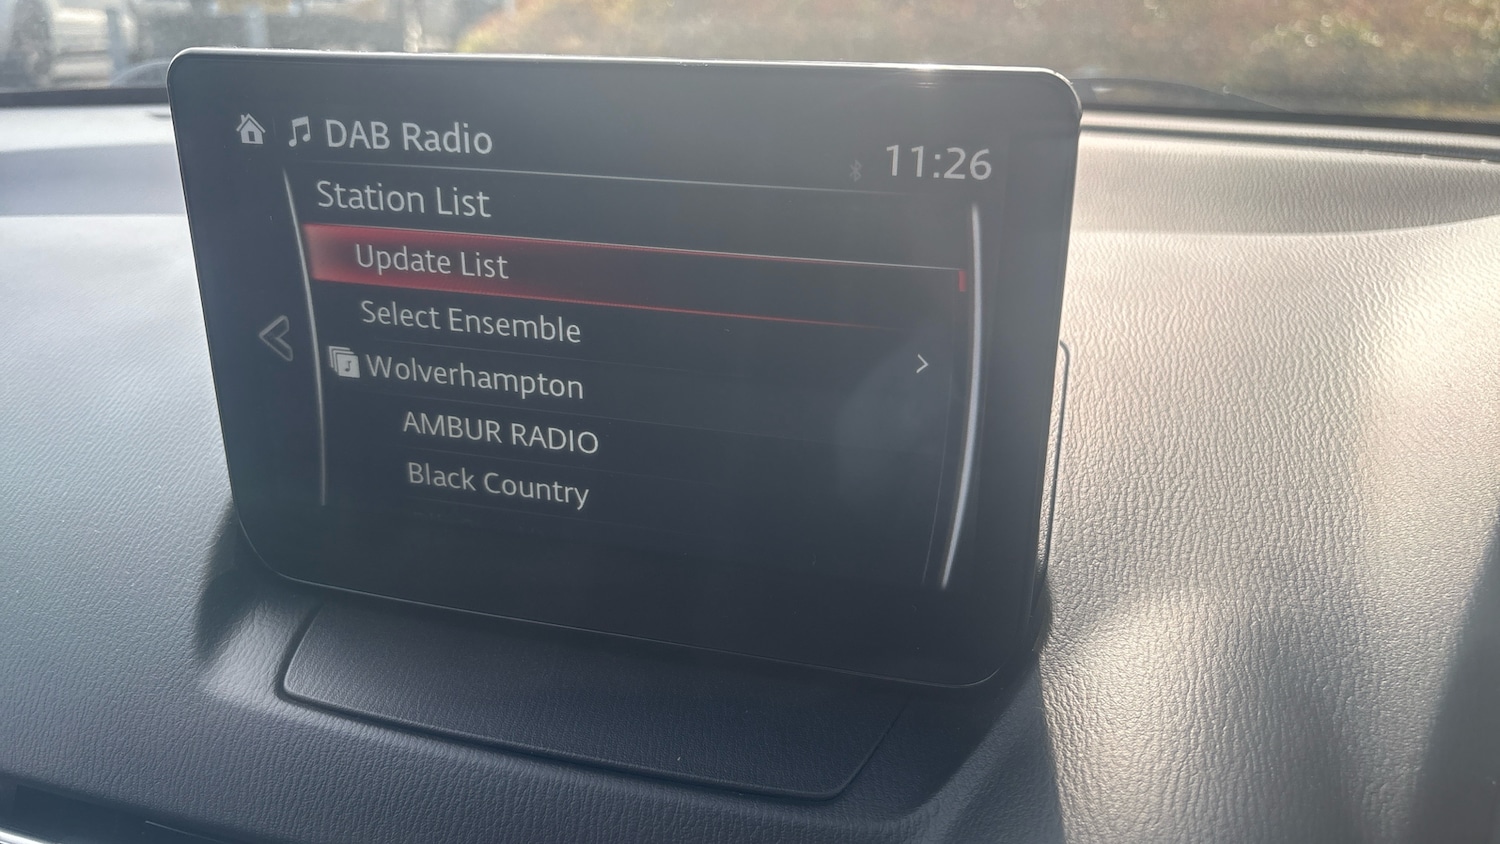 DAB Radio
11:26
Station List
Update List
Select Ensemble
Wolverhampton
AMBUR RADIO
Black Country